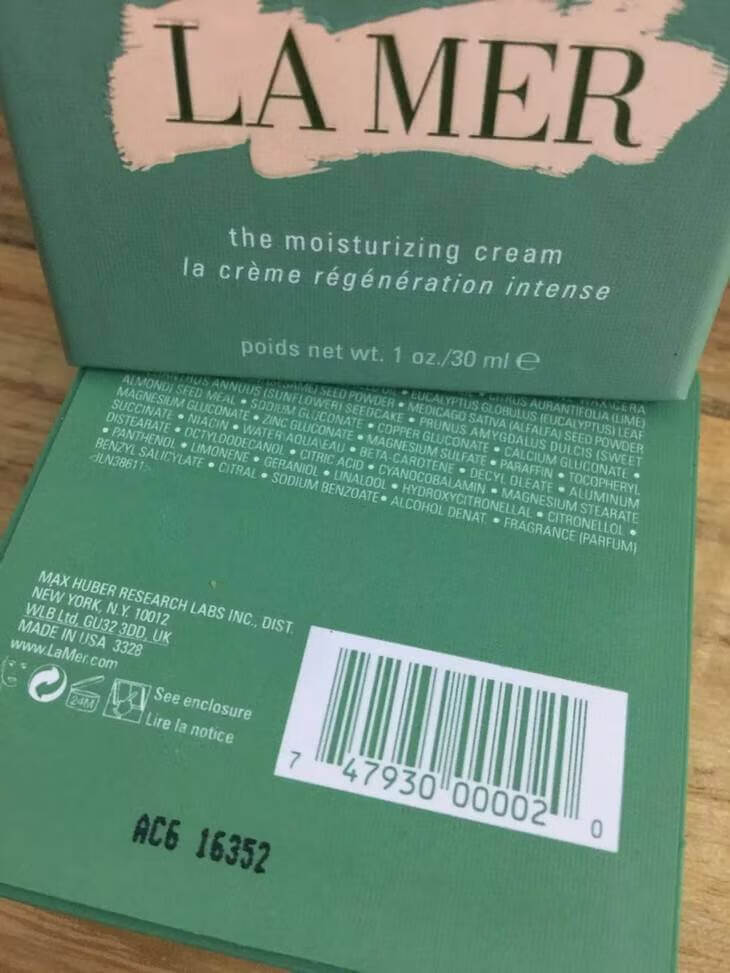 LA MER
the moisturizing cream
la crème régénération intense
poids net wt. 1 oz./30 ml ℮
EUCALYPTUS GLOBULUS (EUCALYPTUS) LEAF
ANNUUS (SUNFLOWER) SEEDCAKE • MEDICAGO SATIVA (ALFALFA) SEED POWDER
ALMOND) SEED MEAL • SODIUM GLUCONATE • PRUNUS AMYGDALUS DULCIS (SWEET
MAGNESIUM GLUCONATE • ZINC GLUCONATE • COPPER GLUCONATE • CALCIUM GLUCONATE •
SUCCINATE • NIACIN • WATER\AQUA\EAU • MAGNESIUM SULFATE • PARAFFIN • TOCOPHERYL
DISTEARATE • OCTYLDODECANOL • BETA-CAROTENE • DECYL OLEATE • ALUMINUM
• PANTHENOL • LIMONENE • CITRIC ACID • CYANOCOBALAMIN • MAGNESIUM STEARATE
BENZYL SALICYLATE • GERANIOL • LINALOOL • HYDROXYCITRONELLAL • CITRONELLOL •
CITRAL • SODIUM BENZOATE • ALCOHOL DENAT. • FRAGRANCE (PARFUM)
<ILN38611>
MAX HUBER RESEARCH LABS INC., DIST.
NEW YORK, N.Y. 10012
WLB Ltd, GU32 3DD, UK
MADE IN USA 3328
www.LaMer.com
24M
See enclosure
Lire la notice
7 47930 00002 0
AC6 16352